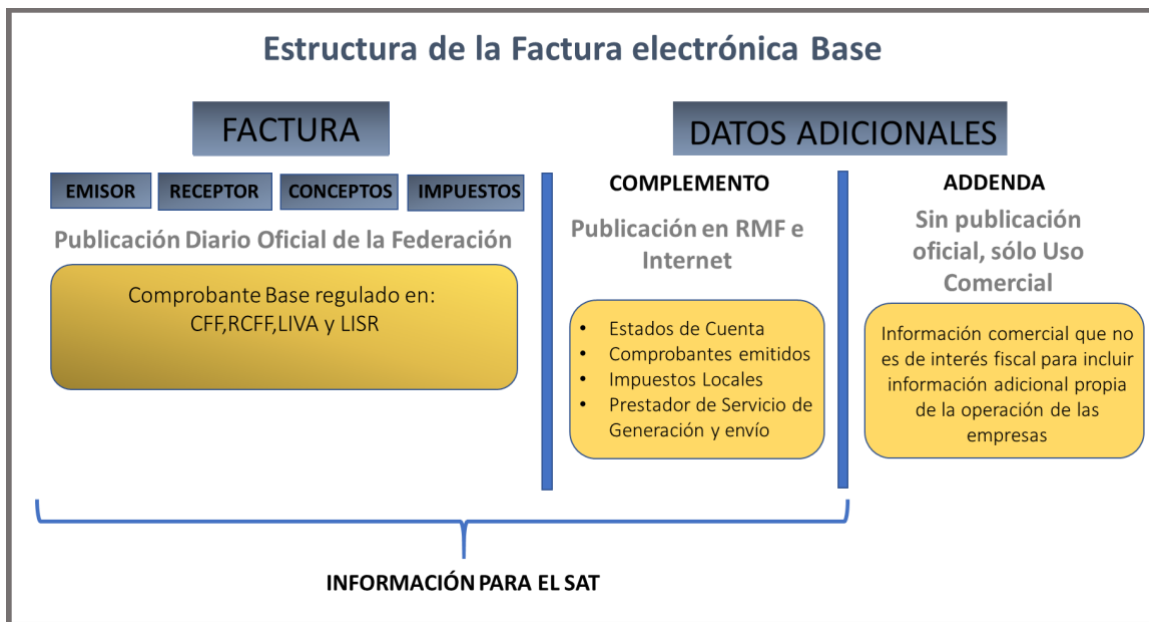 Estructura de la Factura electrónica Base
FACTURA
DATOS ADICIONALES
EMISOR
RECEPTOR
CONCEPTOS
IMPUESTOS
Publicación Diario Oficial de la Federación
Comprobante Base regulado en:
CFF,RCFF,LIVA y LISR
COMPLEMENTO
Publicación en RMF e
Internet
• Estados de Cuenta
• Comprobantes emitidos
• Impuestos Locales
• Prestador de Servicio de
Generación y envío
ADDENDA
Sin publicación
oficial, sólo Uso
Comercial
Información comercial que no
es de interés fiscal para incluir
información adicional propia
de la operación de las
empresas
INFORMACIÓN PARA EL SAT